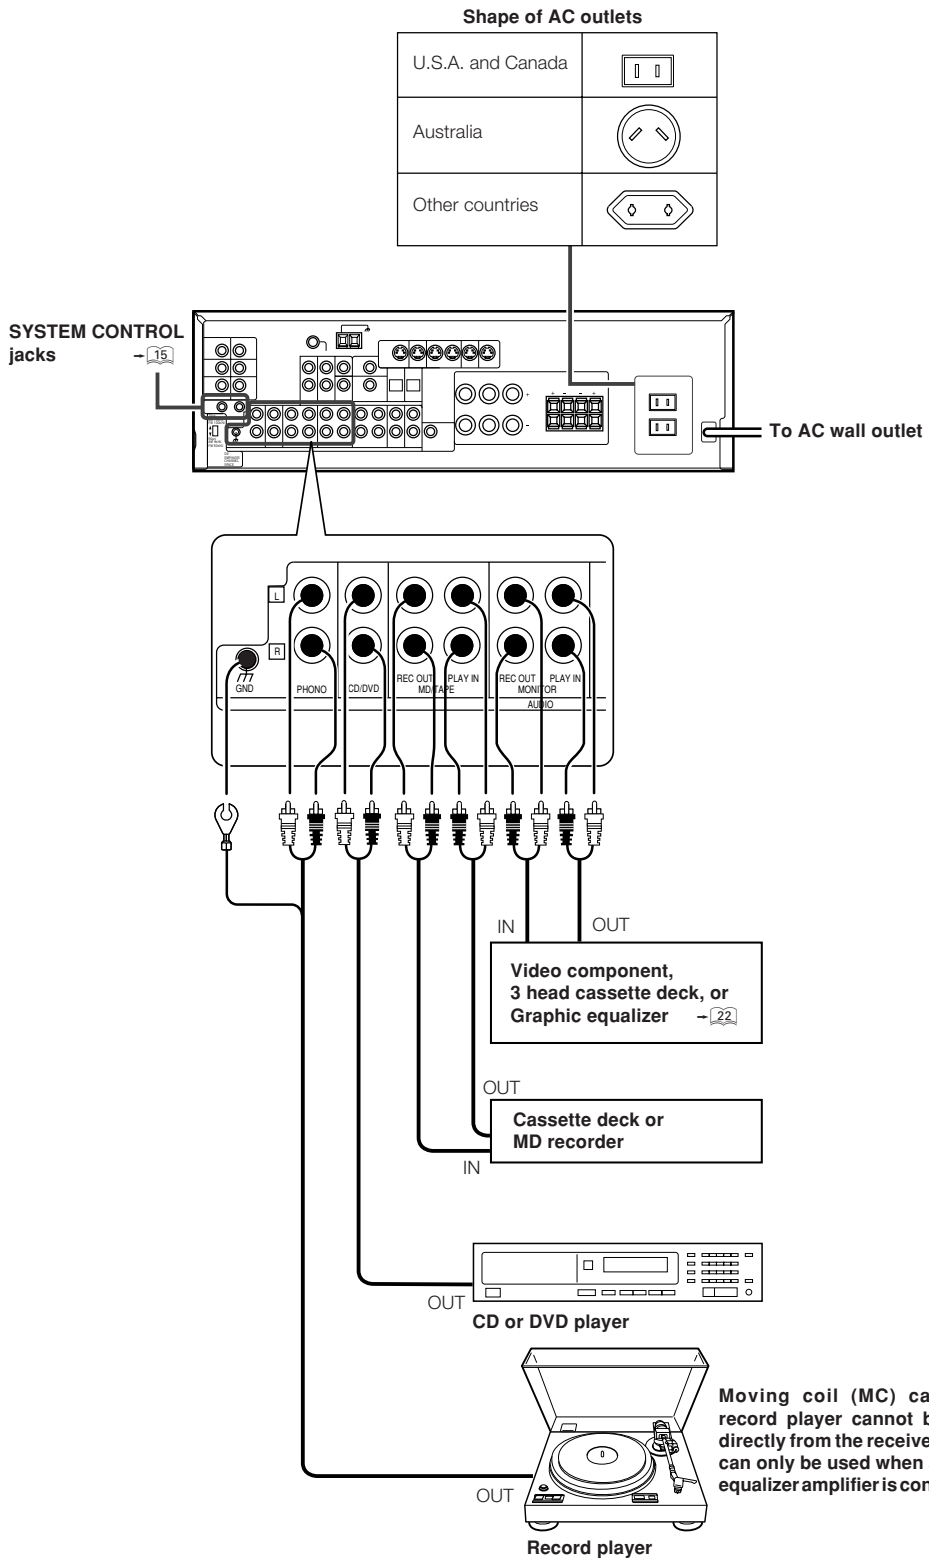 Shape of AC outlets
U.S.A. and Canada
Australia
Other countries
SYSTEM CONTROL
jacks
15
To AC wall outlet
L
R
GND
PHONO
CD/DVD
REC OUT
PLAY IN
MD/TAPE
REC OUT
PLAY IN
MONITOR
AUDIO
IN
OUT
Video component,
3 head cassette deck, or
Graphic equalizer
22
OUT
Cassette deck or
MD recorder
IN
OUT
CD or DVD player
Moving coil (MC) ca
record player cannot b
directly from the receive
can only be used when
equalizer amplifier is con
OUT
Record player